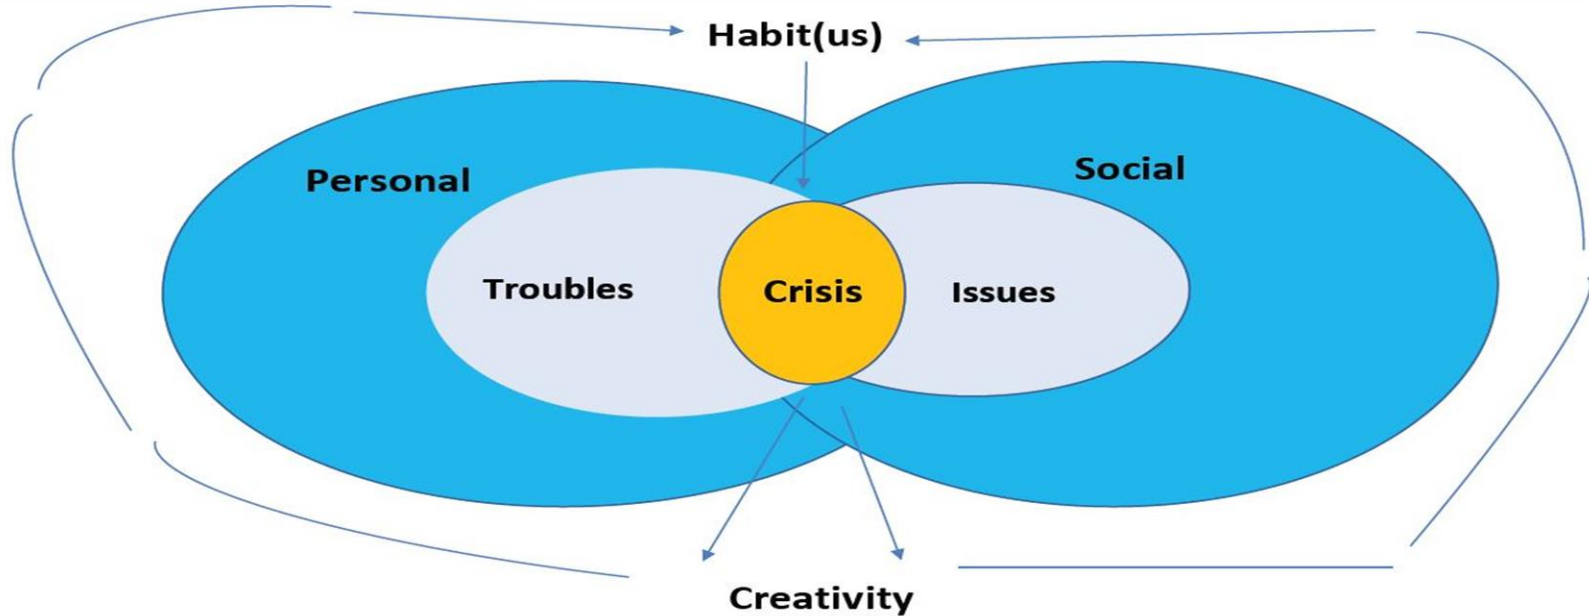 Habit(us)
Personal
Social
Troubles
Crisis
Issues
Creativity